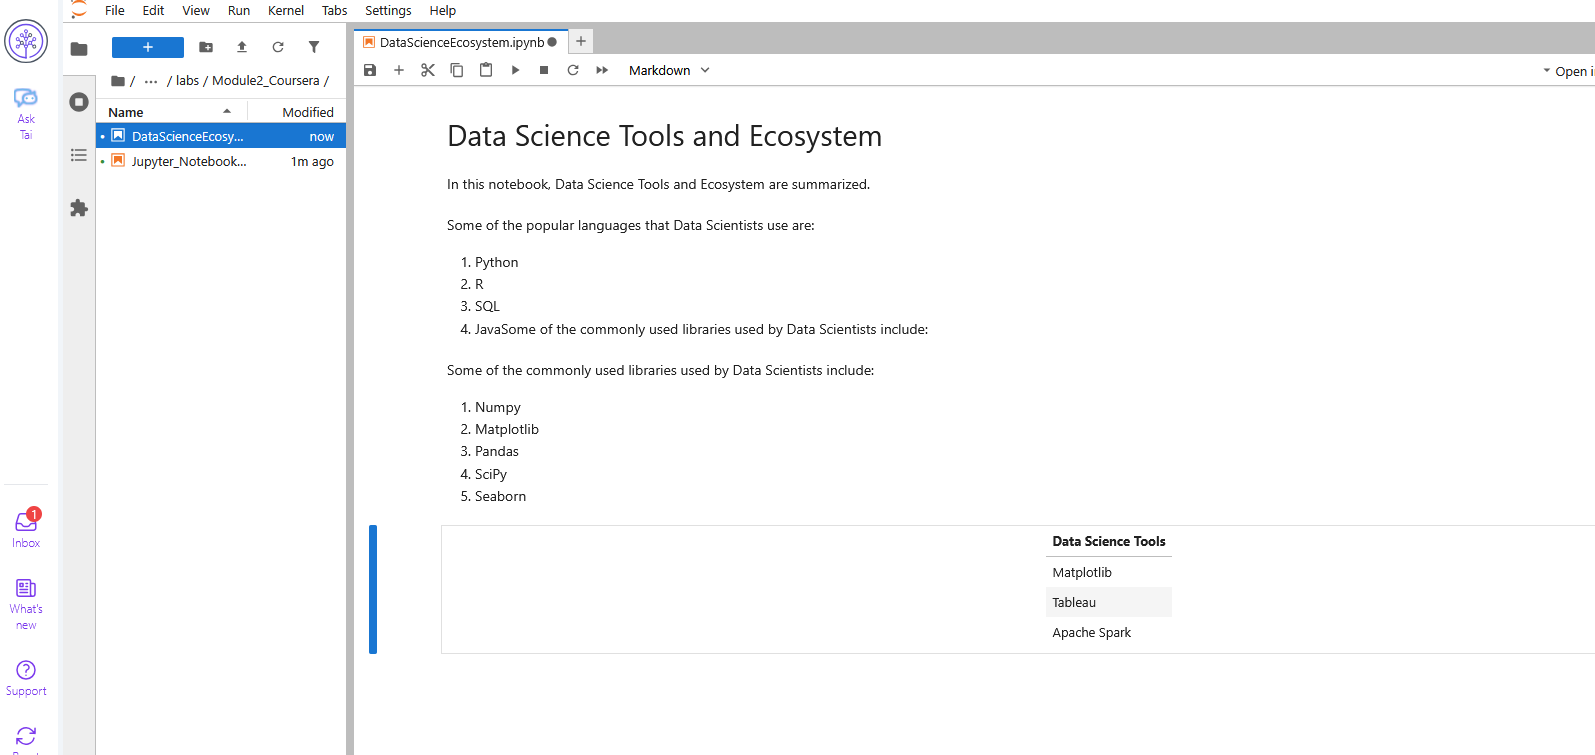 File Edit View Run Kernel Tabs Settings Help
Ask
Tai
DataScienceEcosystem.ipynb
+
/ ... / labs / Module2_Coursera /
Markdown
Open i
Name Modified
DataScienceEcosy... now
Jupyter_Notebook... 1m ago
Data Science Tools and Ecosystem
In this notebook, Data Science Tools and Ecosystem are summarized.
Some of the popular languages that Data Scientists use are:
1. Python
2. R
3. SQL
4. JavaSome of the commonly used libraries used by Data Scientists include:
Some of the commonly used libraries used by Data Scientists include:
1. Numpy
2. Matplotlib
3. Pandas
4. SciPy
5. Seaborn
Data Science Tools
Matplotlib
Tableau
Apache Spark
1
Inbox
What's
new
Support